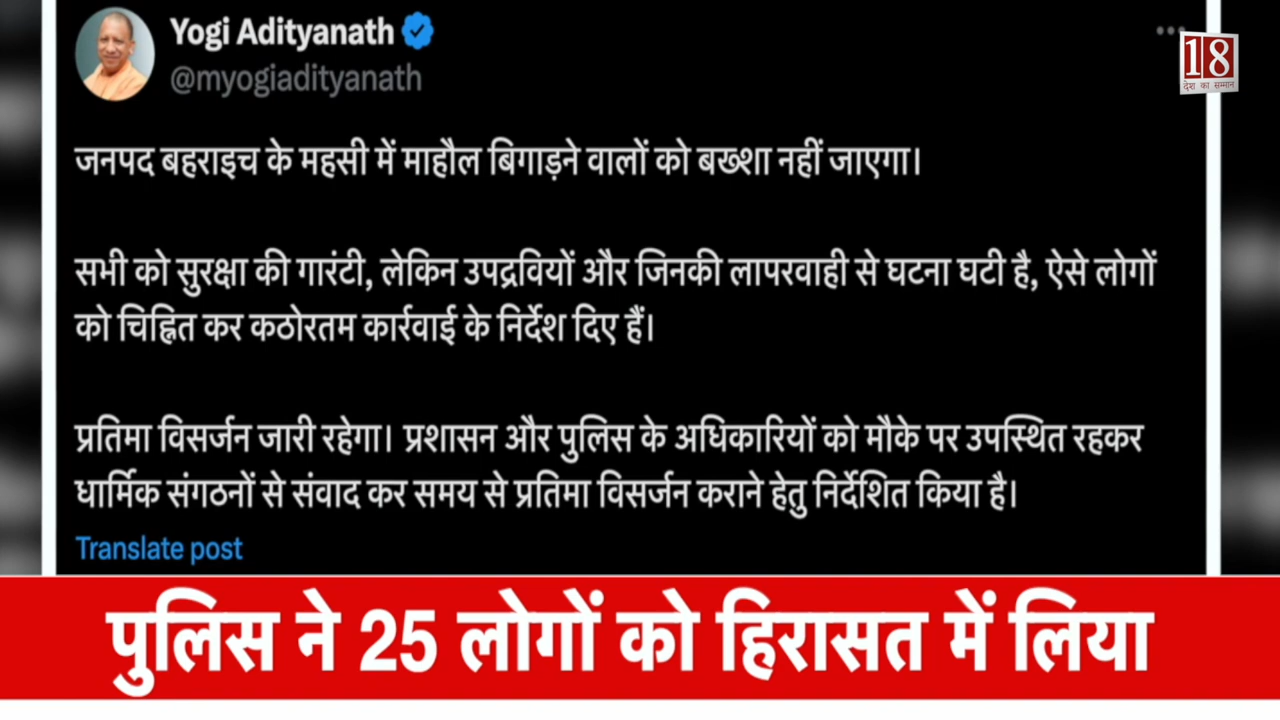 Yogi Adityanath
@myogiadityanath
18
देश का सम्मान
जनपद बहराइच के महसी में माहौल बिगाड़ने वालों को बख्शा नहीं जाएगा।
सभी को सुरक्षा की गारंटी, लेकिन उपद्रवियों और जिनकी लापरवाही से घटना घटी है, ऐसे लोगों
को चिह्नित कर कठोरतम कार्रवाई के निर्देश दिए हैं।
प्रतिमा विसर्जन जारी रहेगा। प्रशासन और पुलिस के अधिकारियों को मौके पर उपस्थित रहकर
धार्मिक संगठनों से संवाद कर समय से प्रतिमा विसर्जन कराने हेतु निर्देशित किया है।
Translate post
पुलिस ने 25 लोगों को हिरासत में लिया